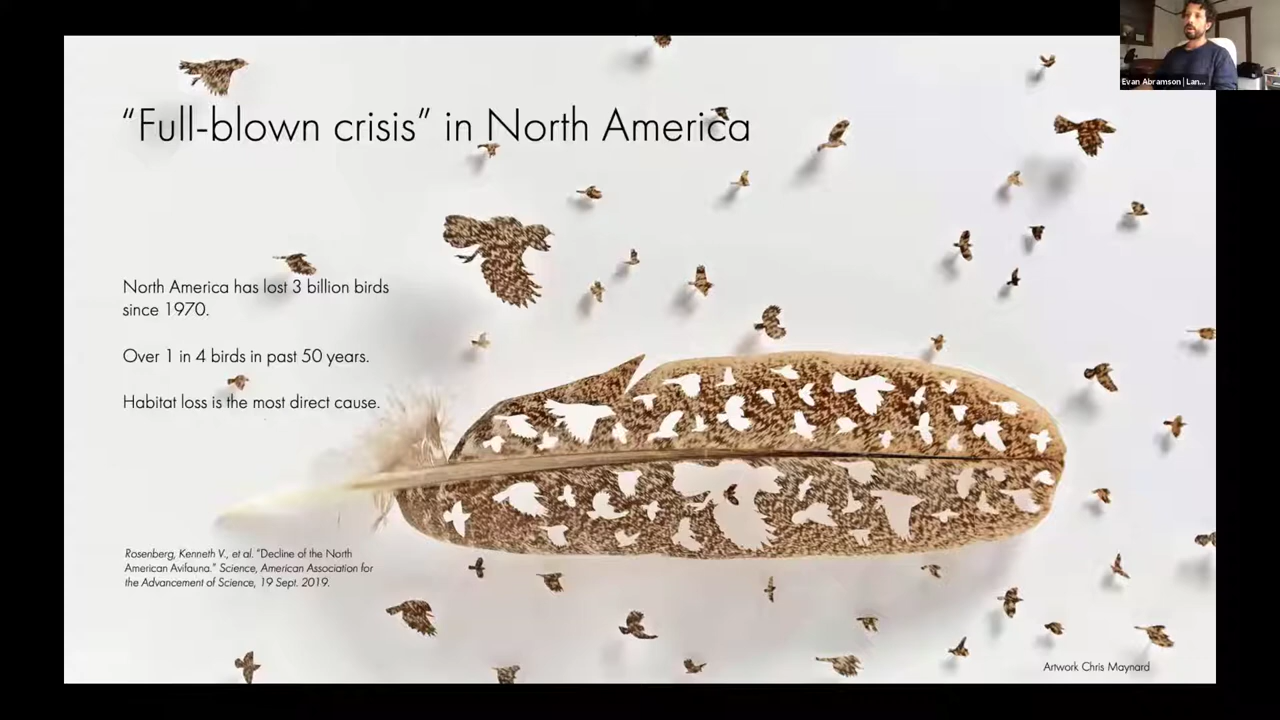 Evan Abramson | Lan...
“Full-blown crisis” in North America
North America has lost 3 billion birds
since 1970.
Over 1 in 4 birds in past 50 years.
Habitat loss is the most direct cause.
Rosenberg, Kenneth V., et al. “Decline of the North
American Avifauna.” Science, American Association for
the Advancement of Science, 19 Sept. 2019.
Artwork Chris Maynard